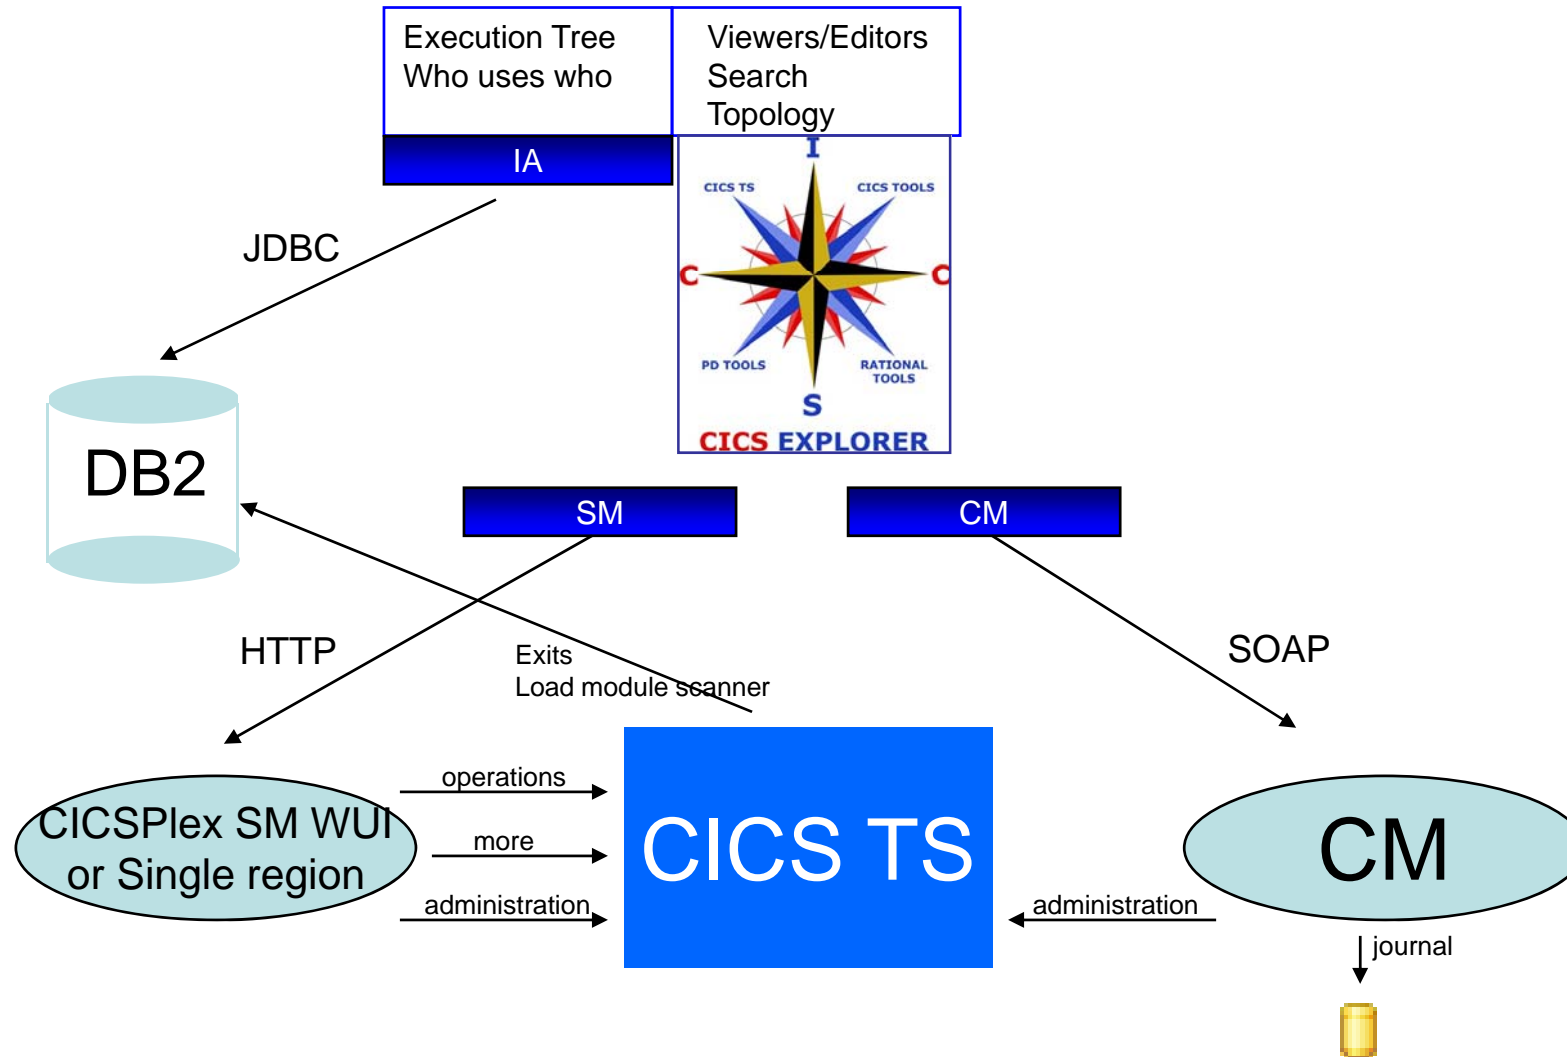 Execution Tree
Who uses who
Viewers/Editors
Search
Topology
IA
I
CICS TS
CICS TOOLS
C
C
PD TOOLS
RATIONAL
TOOLS
S
CICS EXPLORER
JDBC
DB2
SM
CM
HTTP
Exits
Load module scanner
SOAP
CICSPlex SM WUI
or Single region
operations
more
administration
CICS TS
administration
CM
journal